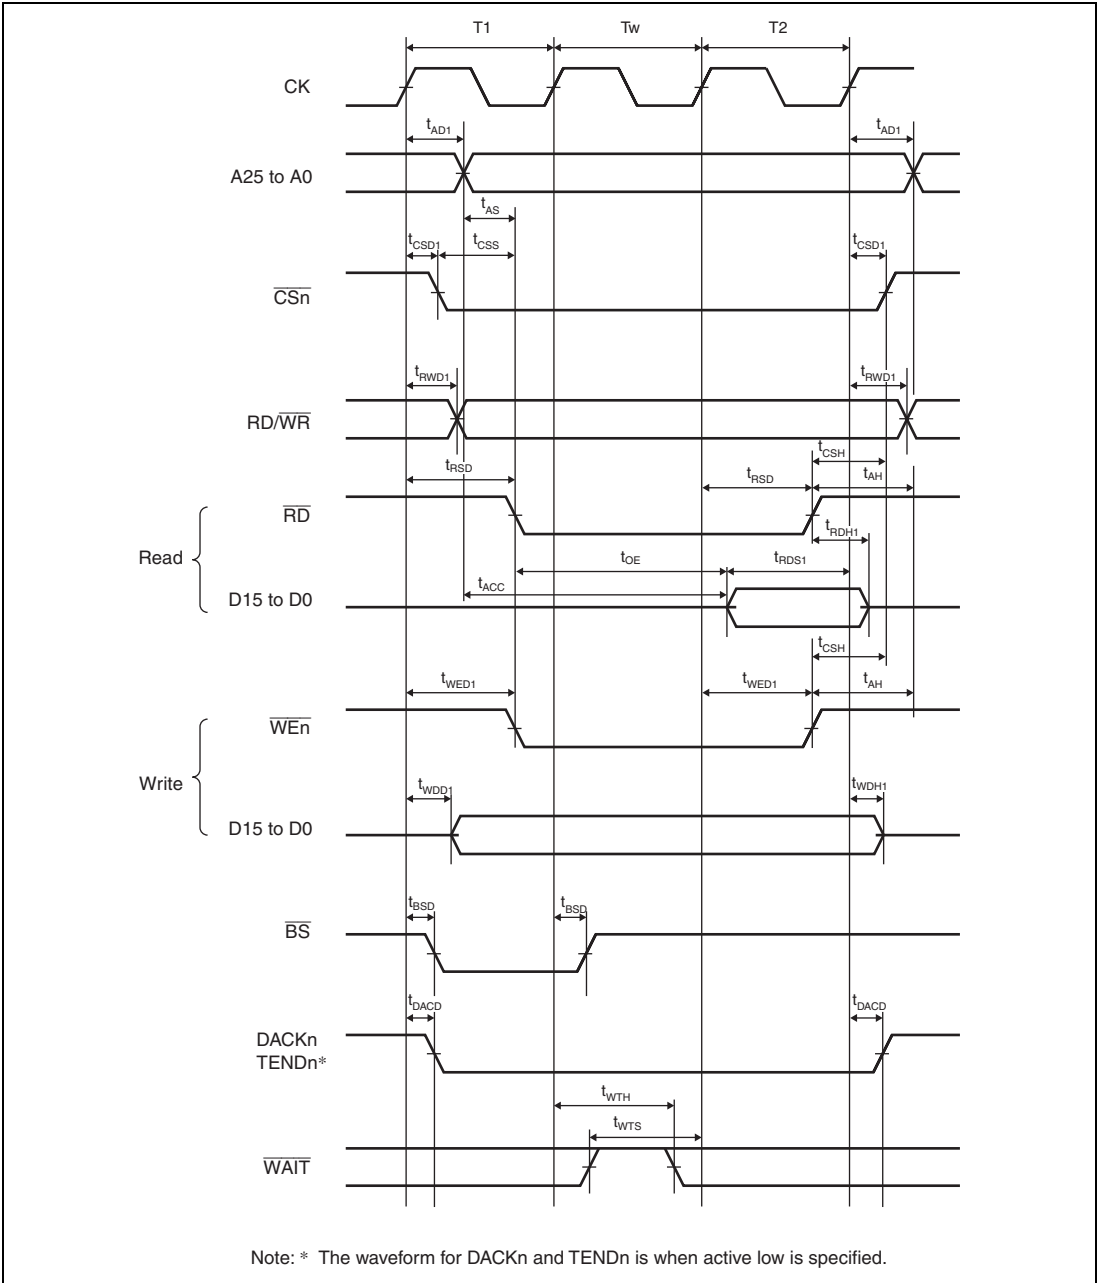 T1 Tw T2
CK
tAD1 tAD1
A25 to A0
tAS
tCSD1 tCSS tCSD1
CSn
tRWD1 tRWD1
RD/WR
tCSH
tRSD tRSD tAH
RD
tRDH1
Read
tOE tRDS1
tACC
D15 to D0
tCSH
tWED1 tWED1 tAH
WEn
Write
tWDD1 tWDH1
D15 to D0
tBSD tBSD
BS
tDACD tDACD
DACKn
TENDn*
tWTH
tWTS
WAIT
Note: * The waveform for DACKn and TENDn is when active low is specified.